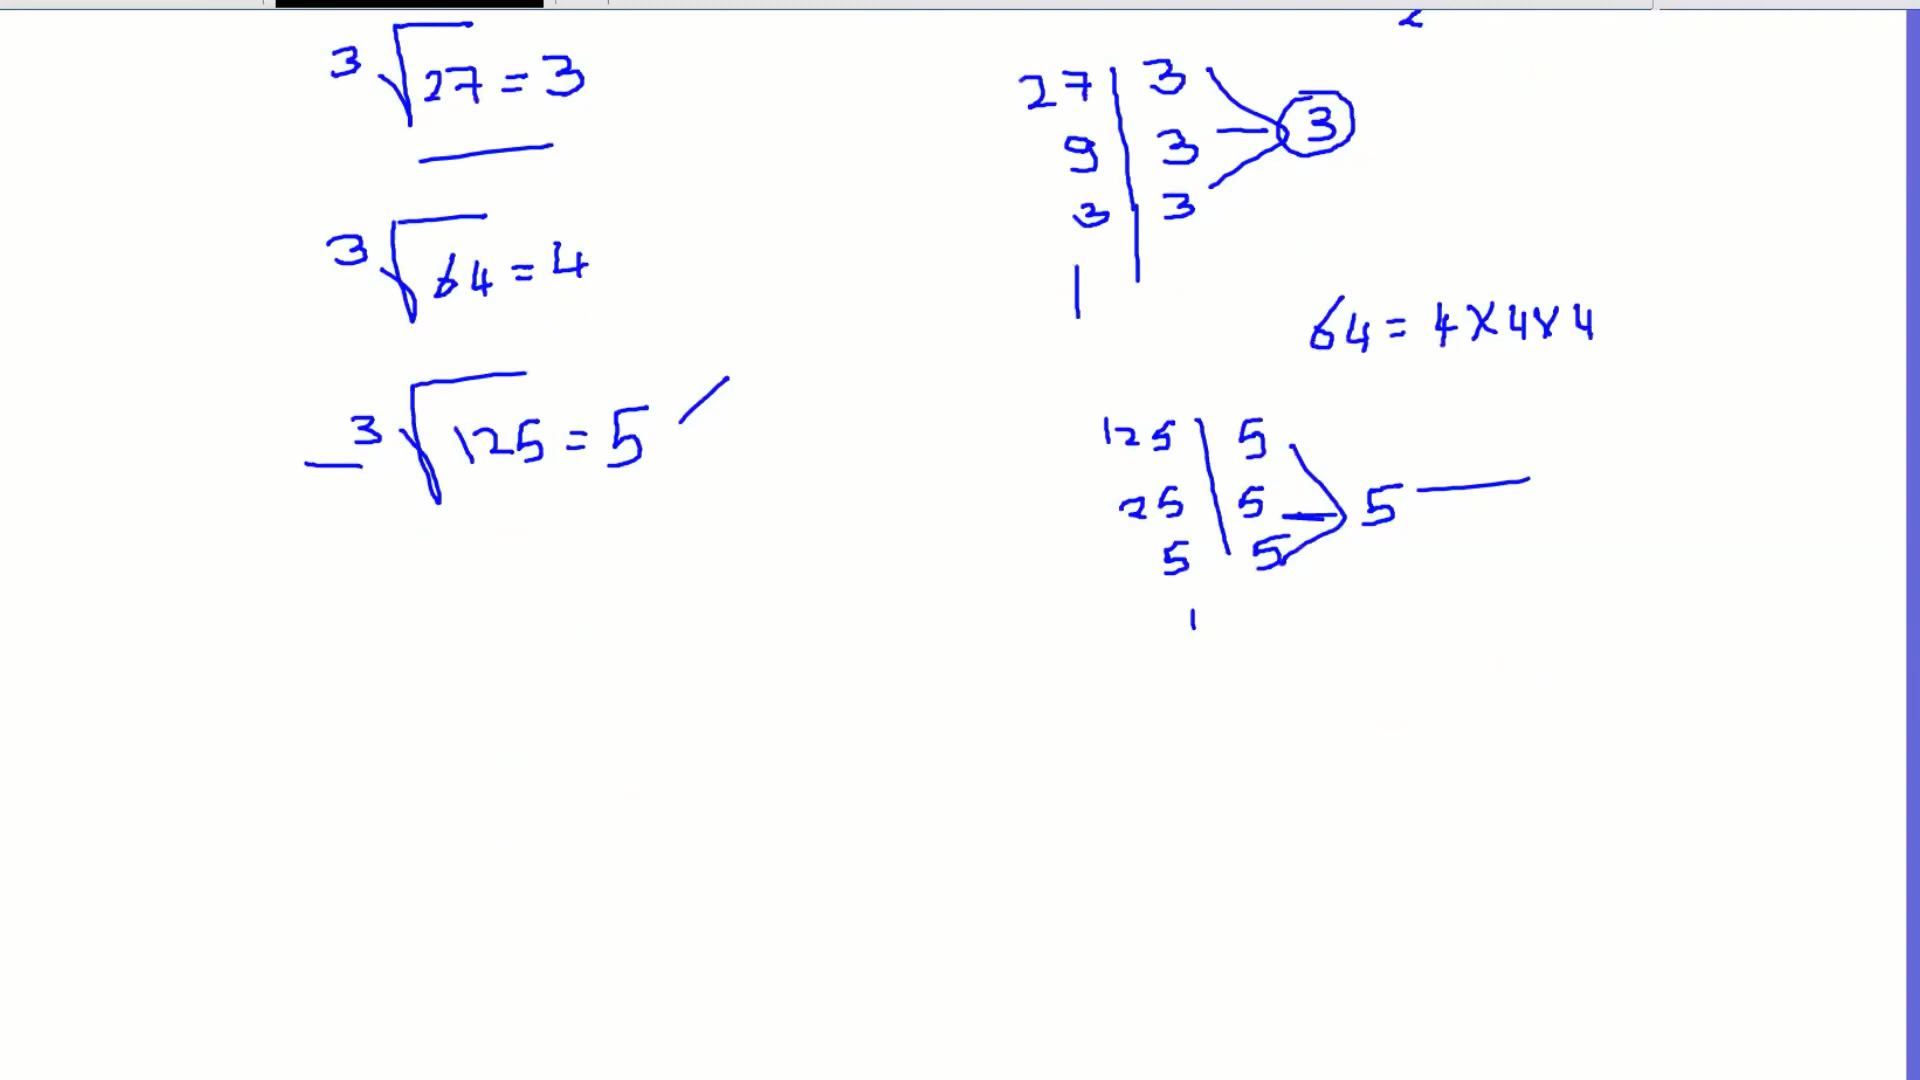 ³√27 = 3
³√64 = 4
³√125 = 5
27 | 3
9 | 3
3 | 3
1
3
64 = 4 X 4 X 4
125 | 5
25 | 5
5 | 5
1
5